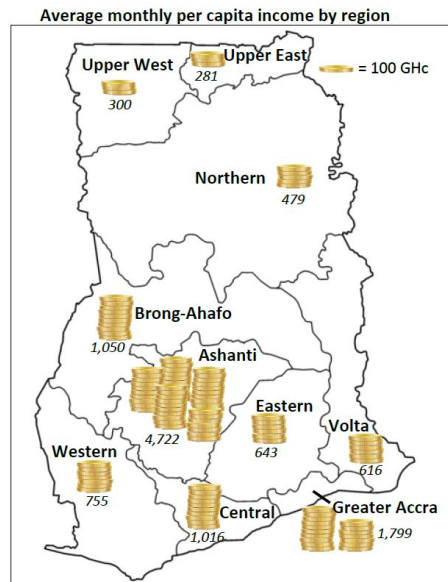 Average monthly per capita income by region
Upper West
300
Upper East
281
= 100 GHc
Northern
479
Brong-Ahafo
1,050
Ashanti
4,722
Eastern
643
Volta
616
Western
755
Central
1,016
Greater Accra
1,799